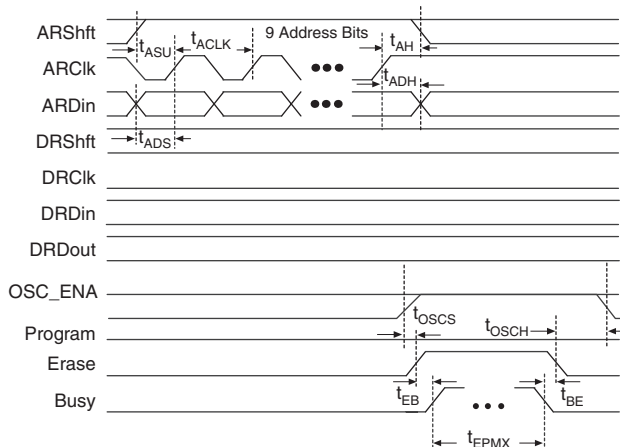 ARShft
9 Address Bits
tASU
tACLK
tAH
ARClk
tADH
ARDin
DRShft
tADS
DRClk
DRDin
DRDout
OSC_ENA
tOSCS
tOSCH
Program
Erase
tEB
tBE
Busy
tEPMX